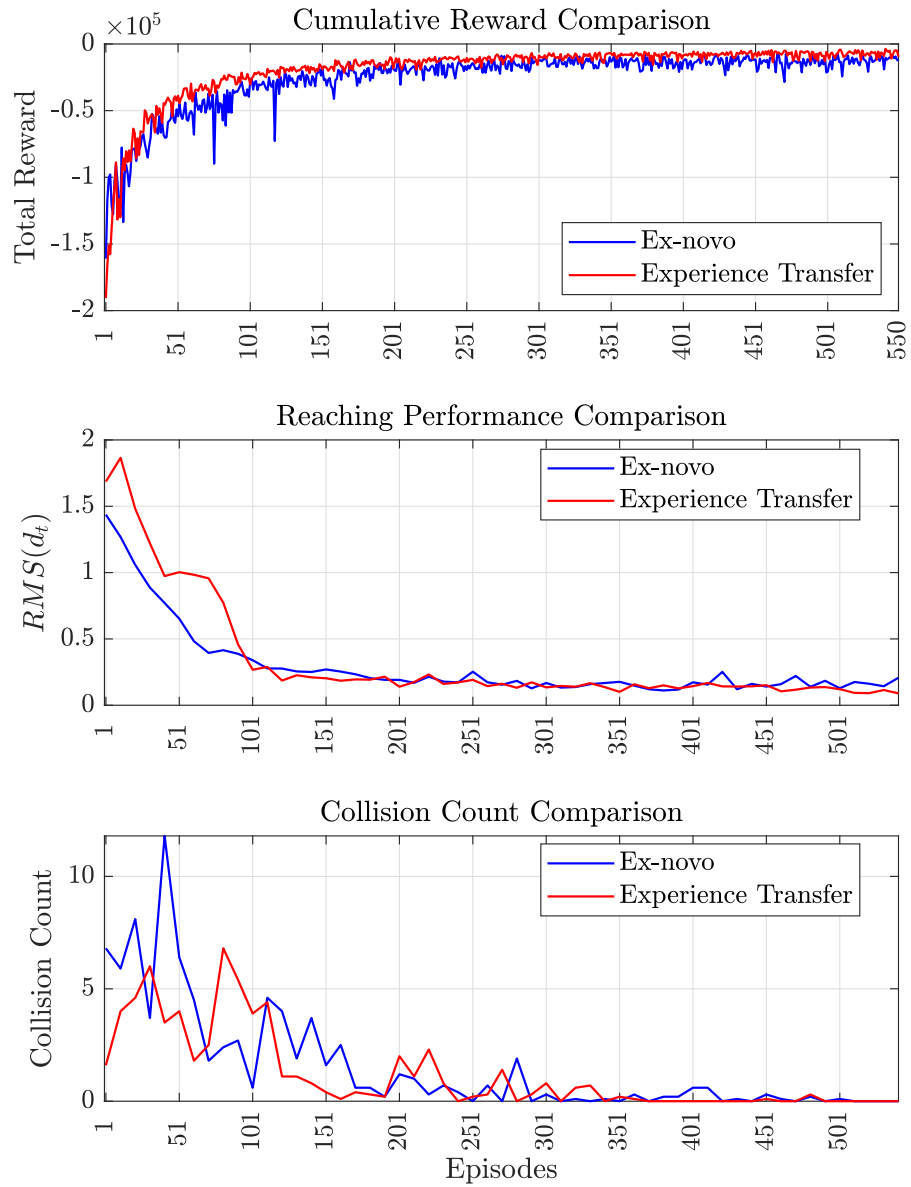 Cumulative Reward Comparison
×10⁵
0
-0.5
-1
-1.5
-2
Total Reward
Ex-novo
Experience Transfer
1 51 101 151 201 251 301 351 401 451 501 550
Reaching Performance Comparison
2
1.5
1
0.5
0
RMS(dₜ)
Ex-novo
Experience Transfer
1 51 101 151 201 251 301 351 401 451 501
Collision Count Comparison
10
5
0
Collision Count
Ex-novo
Experience Transfer
1 51 101 151 201 251 301 351 401 451 501
Episodes